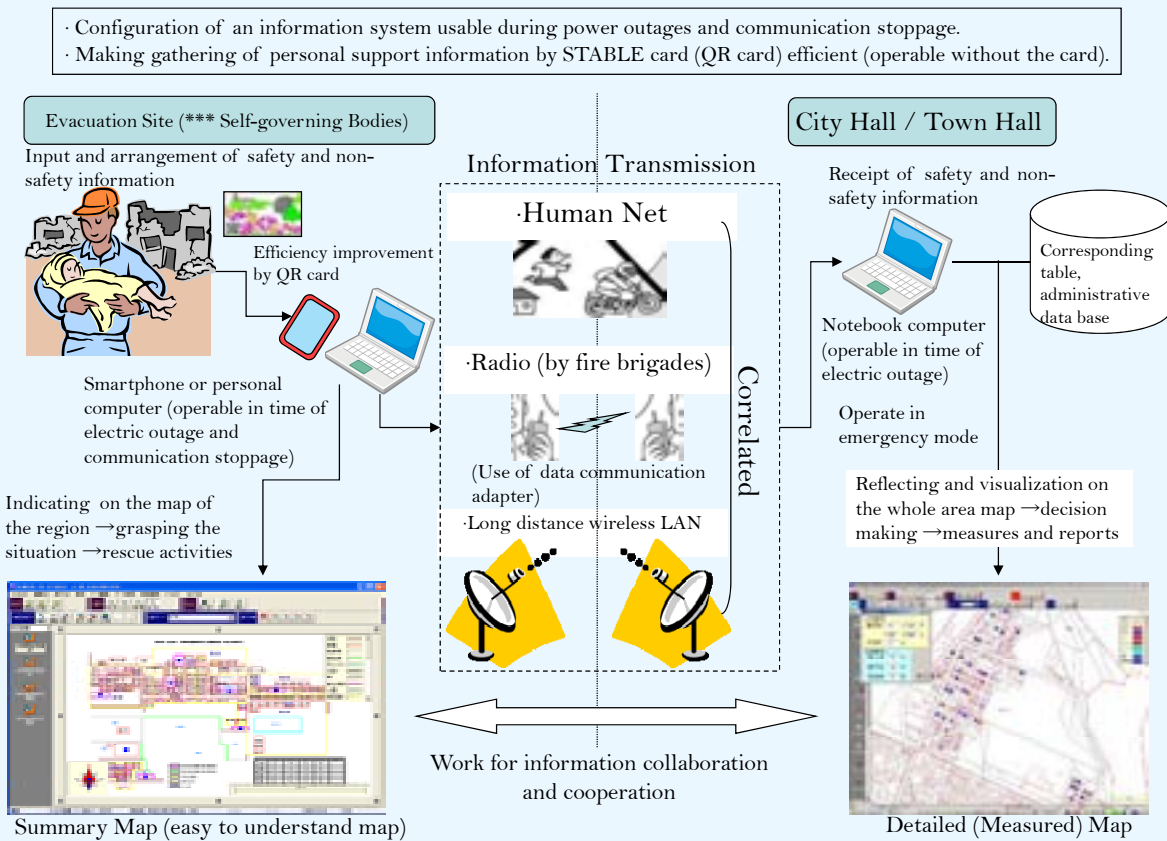 · Configuration of an information system usable during power outages and communication stoppage.
· Making gathering of personal support information by STABLE card (QR card) efficient (operable without the card).
Evacuation Site (*** Self-governing Bodies)
Input and arrangement of safety and non-
safety information
Efficiency improvement
by QR card
Smartphone or personal
computer (operable in time of
electric outage and
communication stoppage)
Indicating on the map of
the region →grasping the
situation →rescue activities
Summary Map (easy to understand map)
Information Transmission
·Human Net
·Radio (by fire brigades)
(Use of data communication
adapter)
·Long distance wireless LAN
Correlated
Work for information collaboration
and cooperation
City Hall / Town Hall
Receipt of safety and non-
safety information
Corresponding
table,
administrative
data base
Notebook computer
(operable in time of
electric outage)
Operate in
emergency mode
Reflecting and visualization on
the whole area map →decision
making →measures and reports
Detailed (Measured) Map